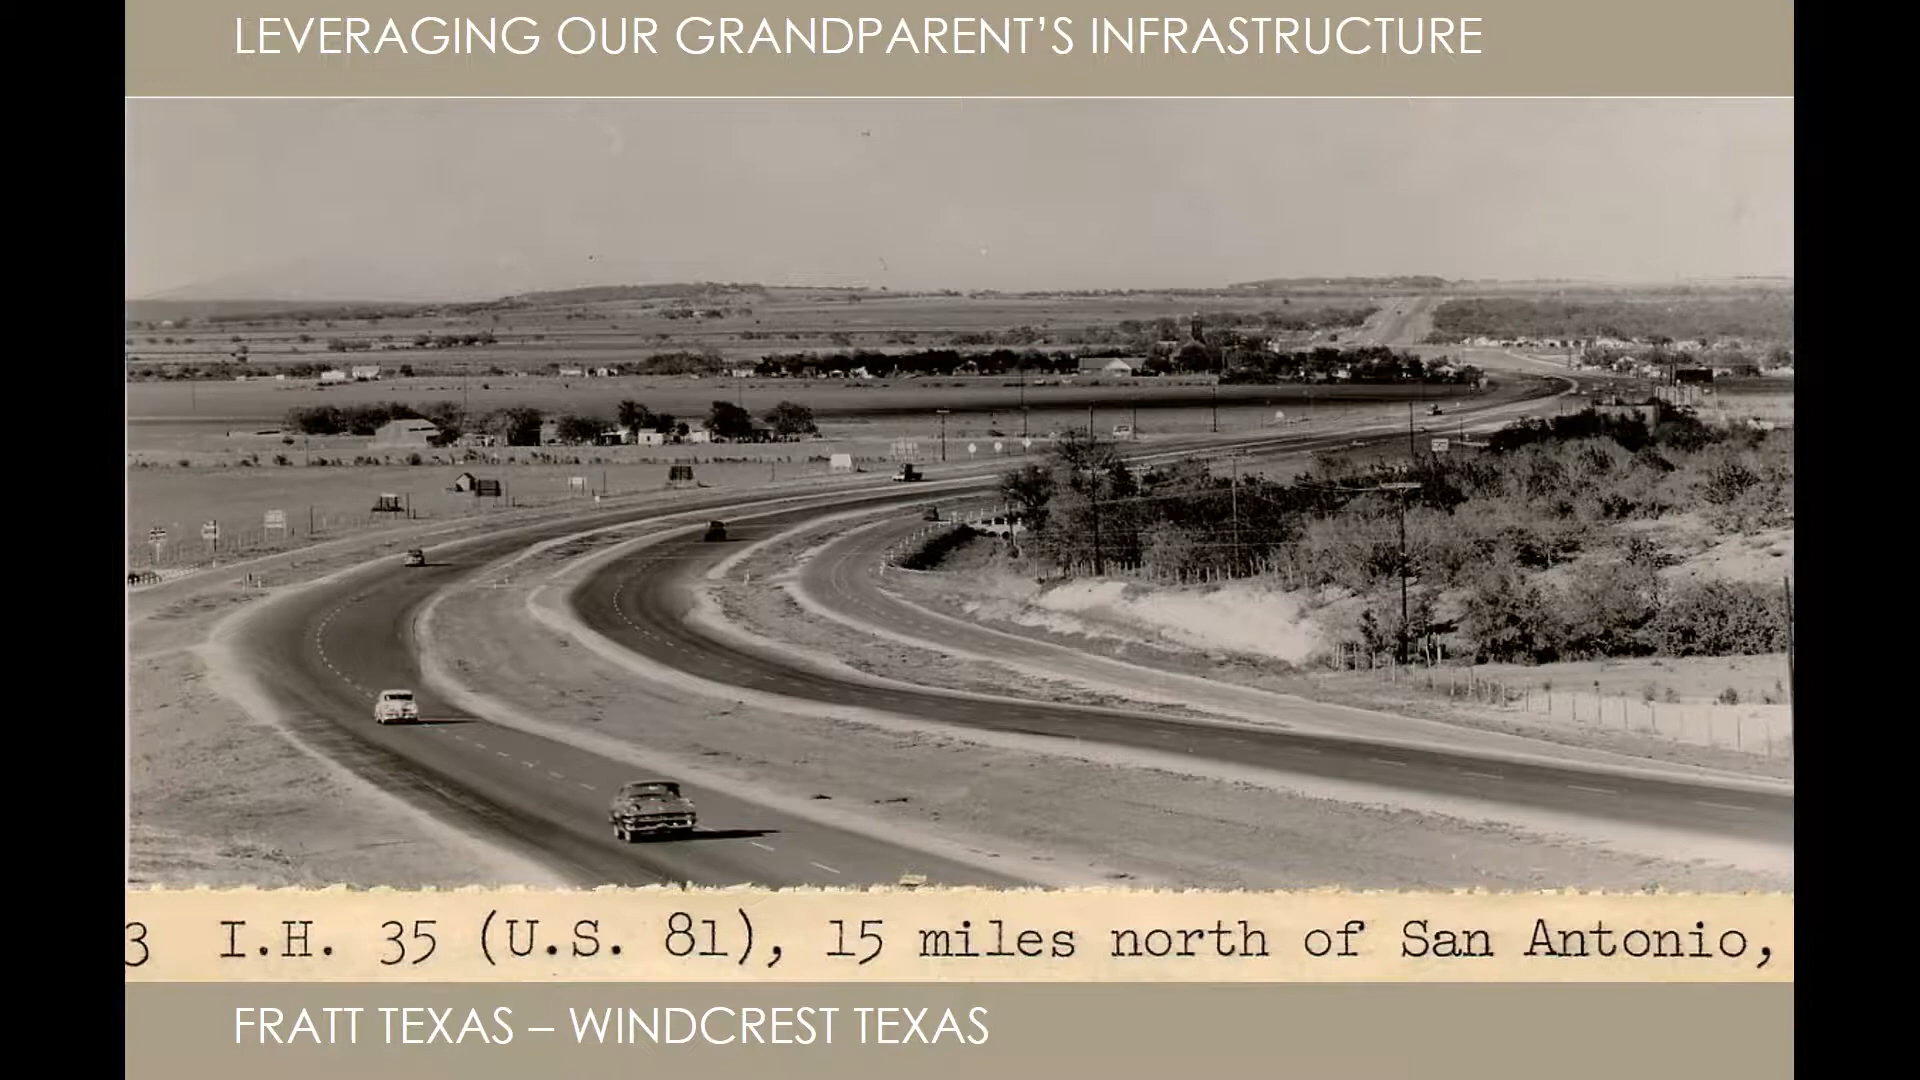 LEVERAGING OUR GRANDPARENT'S INFRASTRUCTURE
3 I.H. 35 (U.S. 81), 15 miles north of San Antonio,
FRATT TEXAS – WINDCREST TEXAS